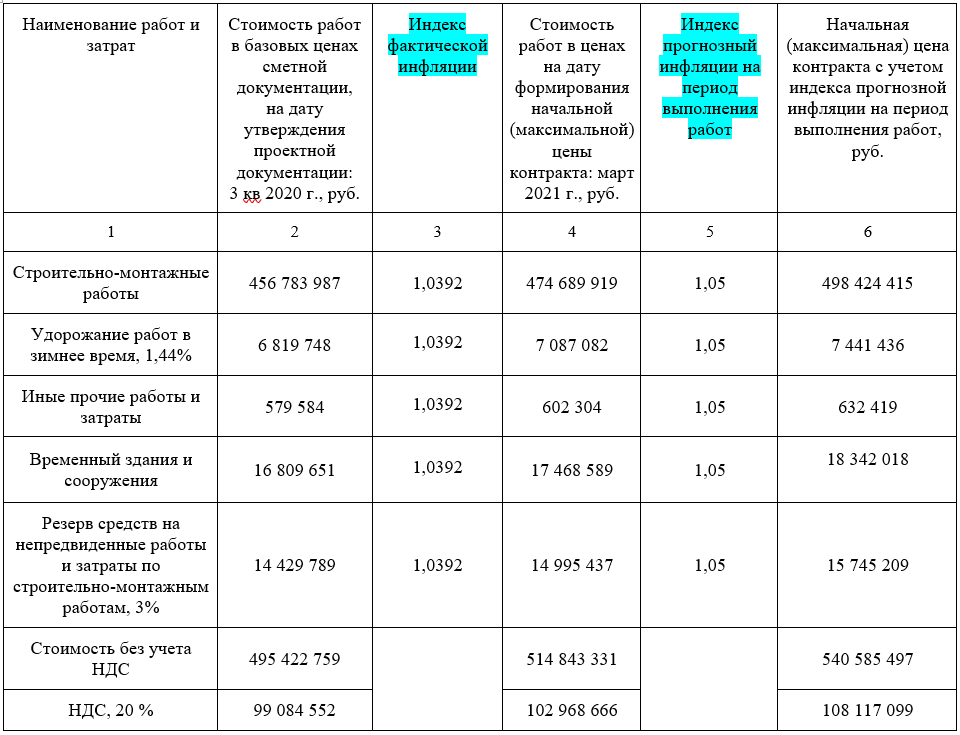 Наименование работ и
затрат
Стоимость работ
в базовых ценах
сметной
документации,
на дату
утверждения
проектной
документации:
3 кв 2020 г., руб.
Индекс
фактической
инфляции
Стоимость
работ в ценах
на дату
формирования
начальной
(максимальной)
цены
контракта: март
2021 г., руб.
Индекс
прогнозный
инфляции на
период
выполнения
работ
Начальная
(максимальная) цена
контракта с учетом
индекса прогнозной
инфляции на период
выполнения работ,
руб.
1
2
3
4
5
6
Строительно-монтажные
работы
456 783 987
1,0392
474 689 919
1,05
498 424 415
Удорожание работ в
зимнее время, 1,44%
6 819 748
1,0392
7 087 082
1,05
7 441 436
Иные прочие работы и
затраты
579 584
1,0392
602 304
1,05
632 419
Временный здания и
сооружения
16 809 651
1,0392
17 468 589
1,05
18 342 018
Резерв средств на
непредвиденные работы
и затраты по
строительно-монтажным
работам, 3%
14 429 789
1,0392
14 995 437
1,05
15 745 209
Стоимость без учета
НДС
495 422 759
514 843 331
540 585 497
НДС, 20 %
99 084 552
102 968 666
108 117 099